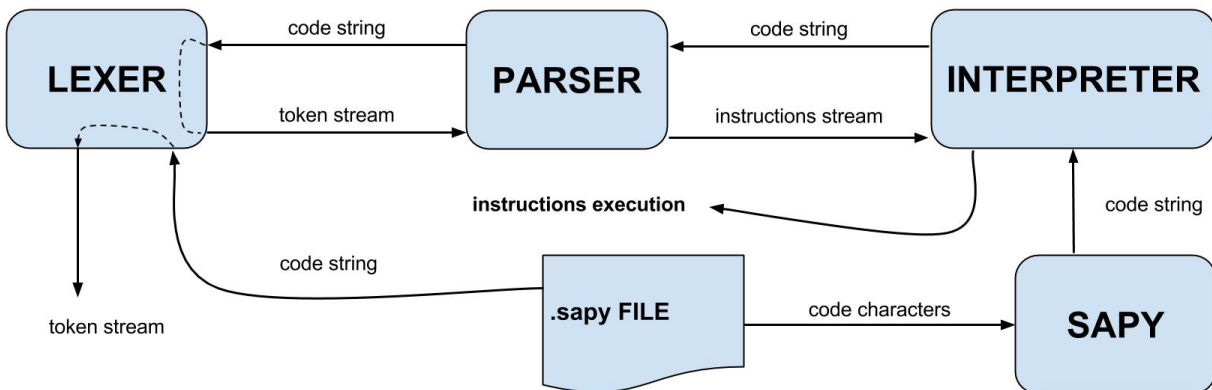 code string
code string
LEXER
PARSER
INTERPRETER
token stream
instructions stream
instructions execution
code string
code string
.sapy FILE
code characters
SAPY
token stream